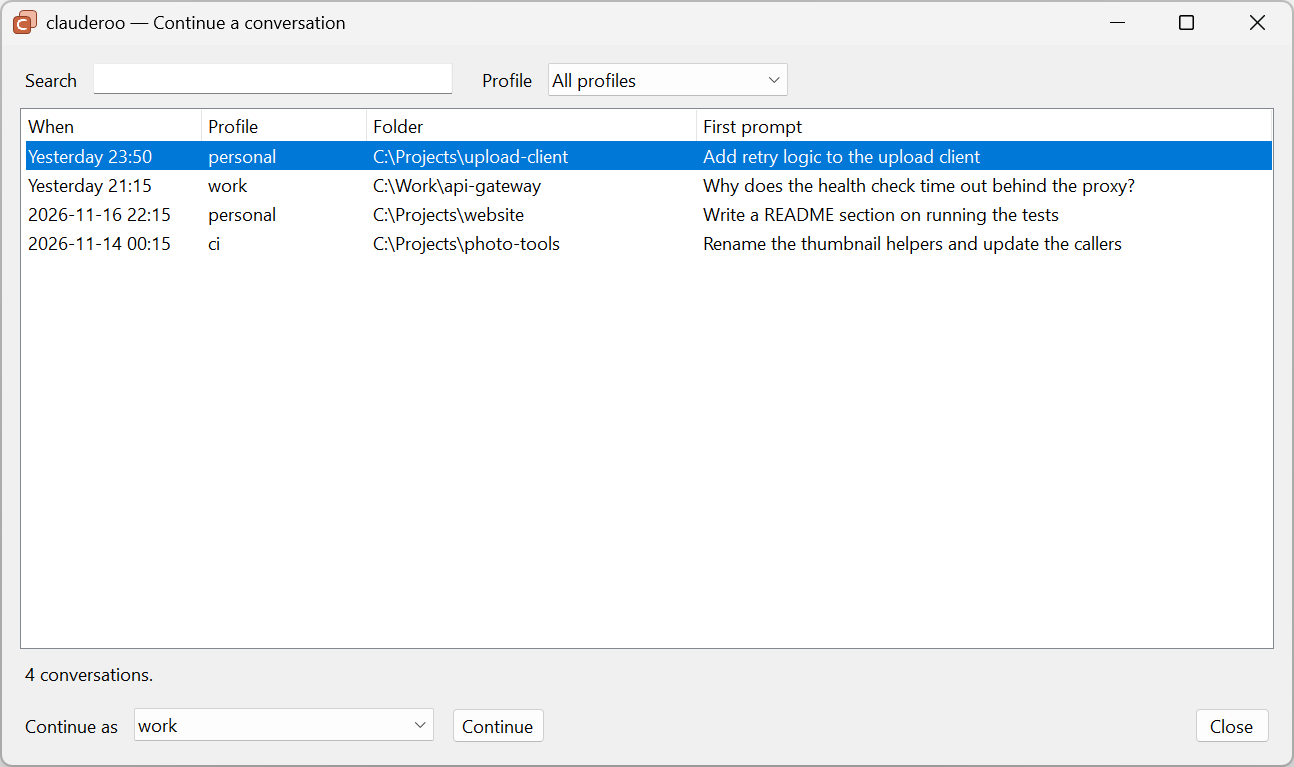 C clauderoo — Continue a conversation
Search Profile All profiles
When Profile Folder First prompt
Yesterday 23:50 personal C:\Projects\upload-client Add retry logic to the upload client
Yesterday 21:15 work C:\Work\api-gateway Why does the health check time out behind the proxy?
2026-11-16 22:15 personal C:\Projects\website Write a README section on running the tests
2026-11-14 00:15 ci C:\Projects\photo-tools Rename the thumbnail helpers and update the callers
4 conversations.
Continue as work Continue Close